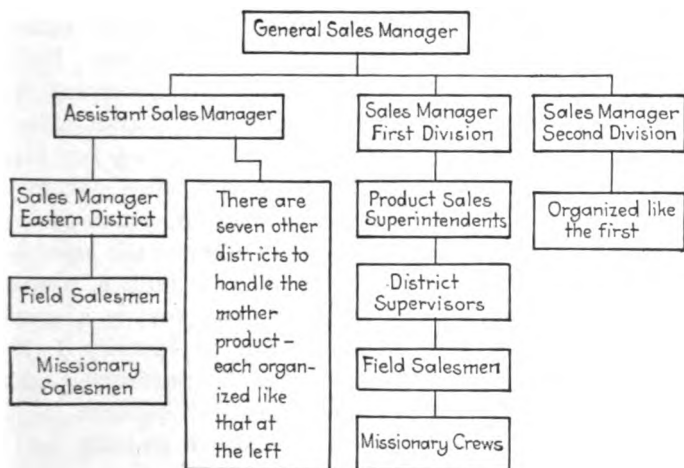 General Sales Manager
Assistant Sales Manager
Sales Manager
First Division
Sales Manager
Second Division
Sales Manager
Eastern District
There are
seven other
districts to
handle the
mother
product –
each organ-
ized like
that at
the left
Product Sales
Superintendents
Organized like
the first
Field Salesmen
District
Supervisors
Missionary
Salesmen
Field Salesmen
Missionary Crews